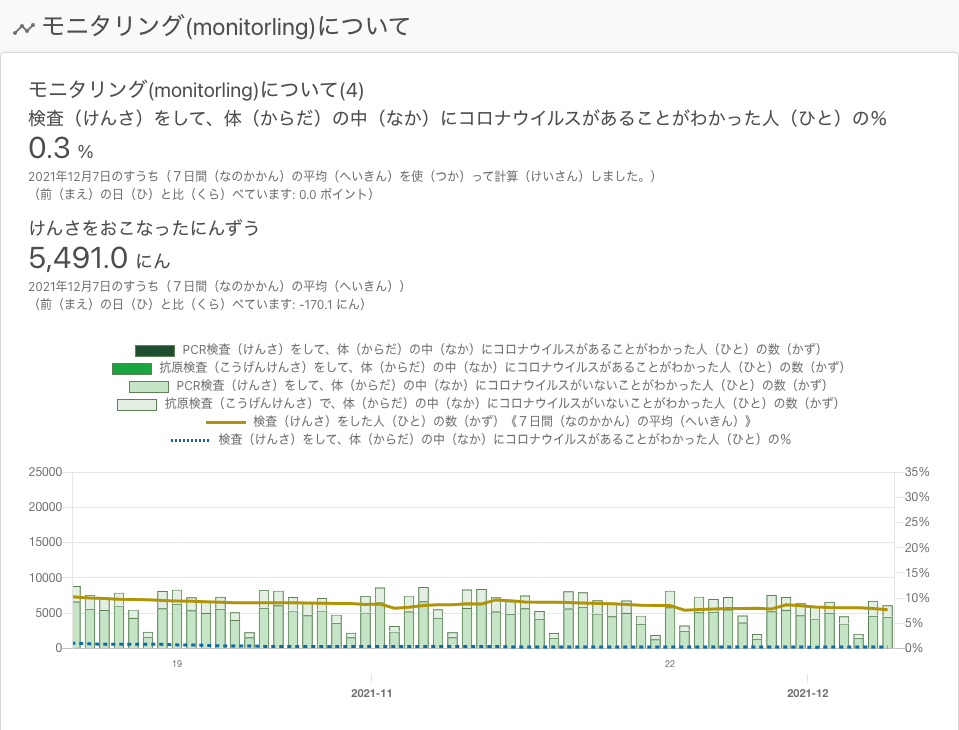 モニタリング(monitorling)について
モニタリング(monitorling)について(4)
検査（けんさ）をして、体（からだ）の中（なか）にコロナウイルスがあることがわかった人（ひと）の％
0.3 %
2021年12月7日のすうち（７日間（なのかかん）の平均（へいきん）を使（つか）って計算（けいさん）しました。）
（前（まえ）の日（ひ）と比（くら）べています: 0.0 ポイント）
けんさをおこなったにんずう
5,491.0 にん
2021年12月7日のすうち（７日間（なのかかん）の平均（へいきん））
（前（まえ）の日（ひ）と比（くら）べています: -170.1 にん）
PCR検査（けんさ）をして、体（からだ）の中（なか）にコロナウイルスがあることがわかった人（ひと）の数（かず）
抗原検査（こうげんけんさ）をして、体（からだ）の中（なか）にコロナウイルスがあることがわかった人（ひと）の数（かず）
PCR検査（けんさ）をして、体（からだ）の中（なか）にコロナウイルスがいないことがわかった人（ひと）の数（かず）
抗原検査（こうげんけんさ）で、体（からだ）の中（なか）にコロナウイルスがいないことがわかった人（ひと）の数（かず）
検査（けんさ）をした人（ひと）の数（かず）《７日間（なのかかん）の平均（へいきん）》
検査（けんさ）をして、体（からだ）の中（なか）にコロナウイルスがあることがわかった人（ひと）の％
25000 35%
30%
20000
25%
15000
20%
10000 15%
10%
5000
5%
0 0%
19 22
2021-11 2021-12